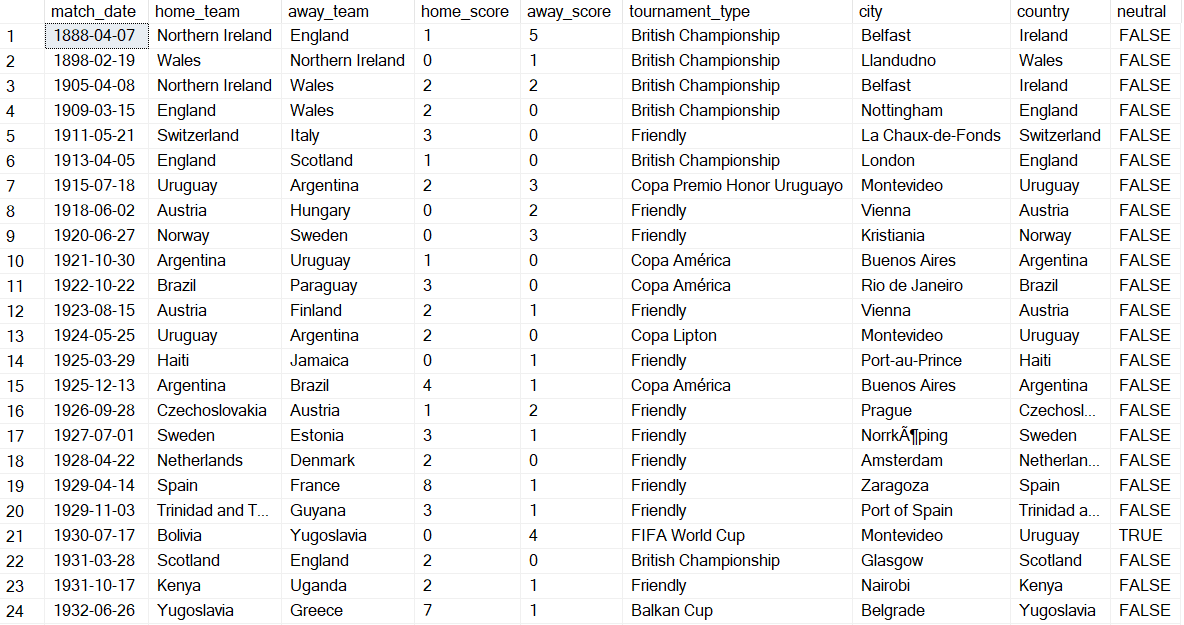 match_date home_team away_team home_score away_score tournament_type city country neutral
1 1888-04-07 Northern Ireland England 1 5 British Championship Belfast Ireland FALSE
2 1898-02-19 Wales Northern Ireland 0 1 British Championship Llandudno Wales FALSE
3 1905-04-08 Northern Ireland Wales 2 2 British Championship Belfast Ireland FALSE
4 1909-03-15 England Wales 2 0 British Championship Nottingham England FALSE
5 1911-05-21 Switzerland Italy 3 0 Friendly La Chaux-de-Fonds Switzerland FALSE
6 1913-04-05 England Scotland 1 0 British Championship London England FALSE
7 1915-07-18 Uruguay Argentina 2 3 Copa Premio Honor Uruguayo Montevideo Uruguay FALSE
8 1918-06-02 Austria Hungary 0 2 Friendly Vienna Austria FALSE
9 1920-06-27 Norway Sweden 0 3 Friendly Kristiania Norway FALSE
10 1921-10-30 Argentina Uruguay 1 0 Copa América Buenos Aires Argentina FALSE
11 1922-10-22 Brazil Paraguay 3 0 Copa América Rio de Janeiro Brazil FALSE
12 1923-08-15 Austria Finland 2 1 Friendly Vienna Austria FALSE
13 1924-05-25 Uruguay Argentina 2 0 Copa Lipton Montevideo Uruguay FALSE
14 1925-03-29 Haiti Jamaica 0 1 Friendly Port-au-Prince Haiti FALSE
15 1925-12-13 Argentina Brazil 4 1 Copa América Buenos Aires Argentina FALSE
16 1926-09-28 Czechoslovakia Austria 1 2 Friendly Prague Czechosl... FALSE
17 1927-07-01 Sweden Estonia 3 1 Friendly NorrkÃ¶ping Sweden FALSE
18 1928-04-22 Netherlands Denmark 2 0 Friendly Amsterdam Netherlan... FALSE
19 1929-04-14 Spain France 8 1 Friendly Zaragoza Spain FALSE
20 1929-11-03 Trinidad and T... Guyana 3 1 Friendly Port of Spain Trinidad a... FALSE
21 1930-07-17 Bolivia Yugoslavia 0 4 FIFA World Cup Montevideo Uruguay TRUE
22 1931-03-28 Scotland England 2 0 British Championship Glasgow Scotland FALSE
23 1931-10-17 Kenya Uganda 2 1 Friendly Nairobi Kenya FALSE
24 1932-06-26 Yugoslavia Greece 7 1 Balkan Cup Belgrade Yugoslavia FALSE